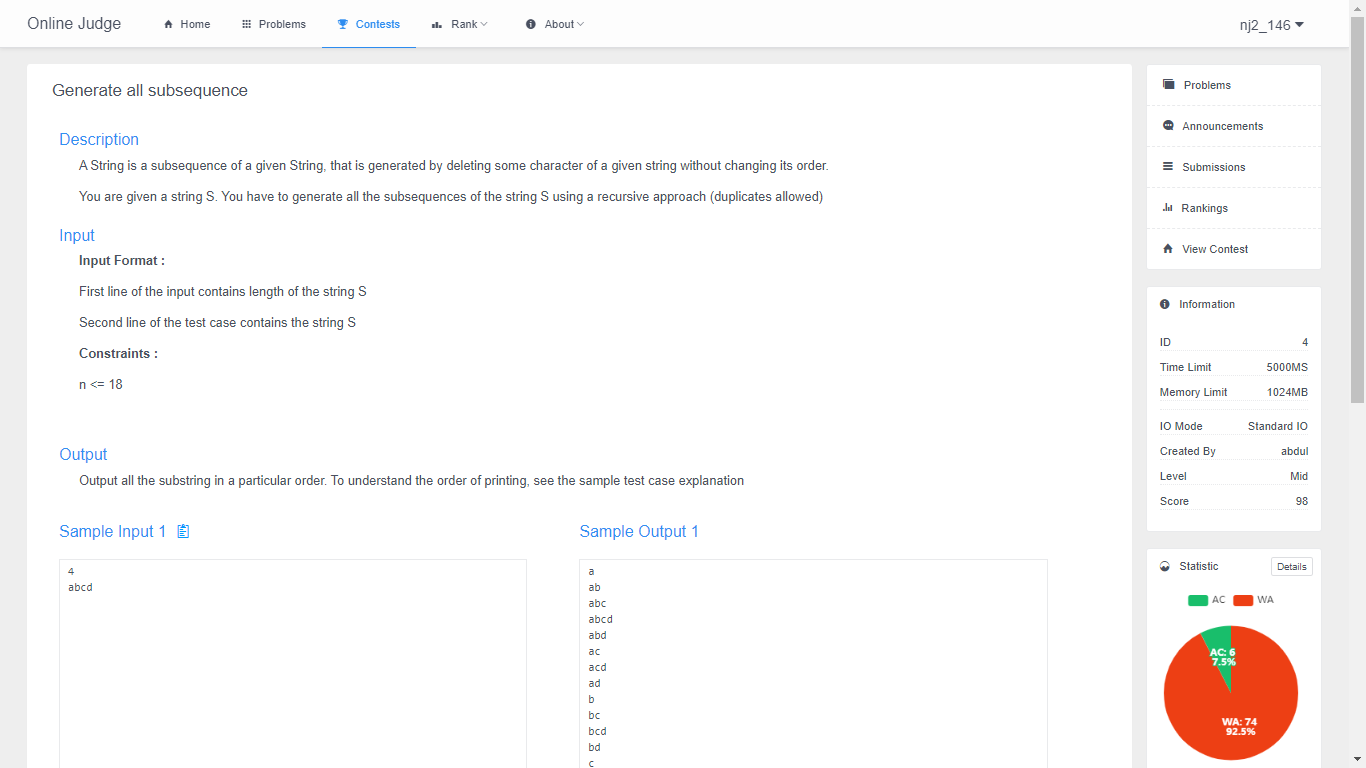 Online Judge
Home
Problems
Contests
Rank
About
nj2_146
Generate all subsequence
Description
A String is a subsequence of a given String, that is generated by deleting some character of a given string without changing its order.
You are given a string S. You have to generate all the subsequences of the string S using a recursive approach (duplicates allowed)
Input
Input Format :
First line of the input contains length of the string S
Second line of the test case contains the string S
Constraints :
n <= 18
Output
Output all the substring in a particular order. To understand the order of printing, see the sample test case explanation
Sample Input 1
4
abcd
Sample Output 1
a
ab
abc
abcd
abd
ac
acd
ad
b
bc
bcd
bd
c
Problems
Announcements
Submissions
Rankings
View Contest
Information
ID 4
Time Limit 5000MS
Memory Limit 1024MB
IO Mode Standard IO
Created By abdul
Level Mid
Score 98
Statistic Details
AC WA
AC: 6
7.5%
WA: 74
92.5%